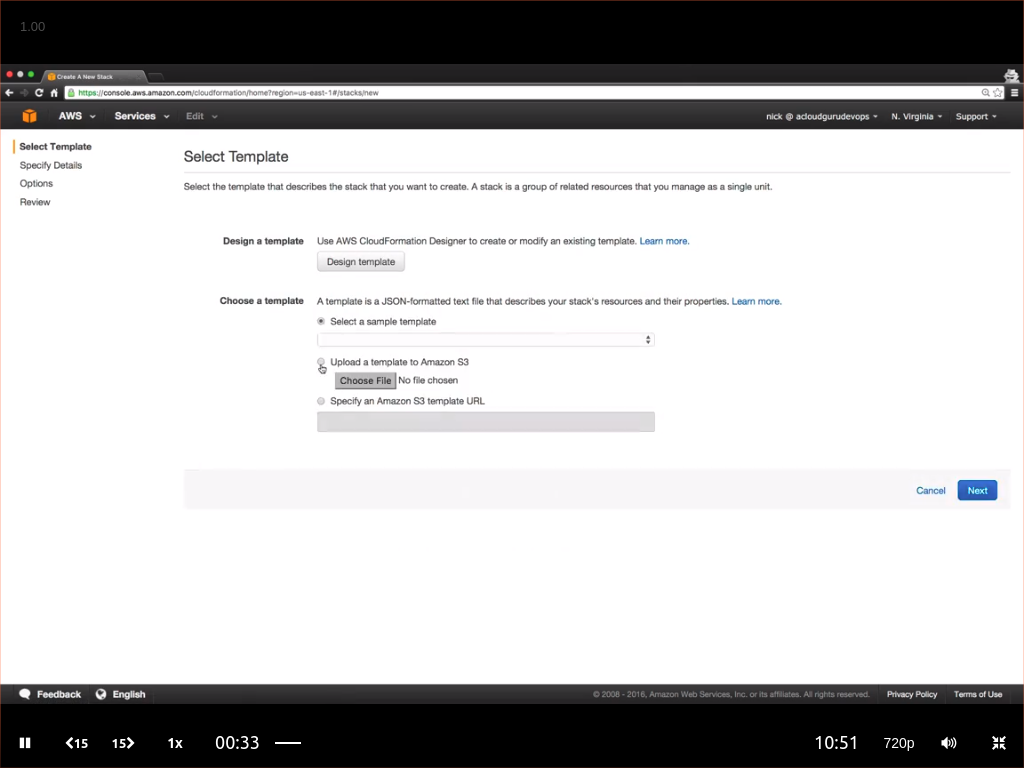 1.00
Create A New Stack
https://console.aws.amazon.com/cloudformation/home?region=us-east-1#/stacks/new
AWS Services Edit nick @ acloudgurudevops N. Virginia Support
Select Template
Specify Details
Options
Review
Select Template
Select the template that describes the stack that you want to create. A stack is a group of related resources that you manage as a single unit.
Design a template Use AWS CloudFormation Designer to create or modify an existing template. Learn more.
Design template
Choose a template A template is a JSON-formatted text file that describes your stack's resources and their properties. Learn more.
Select a sample template
Upload a template to Amazon S3
Choose File No file chosen
Specify an Amazon S3 template URL
Cancel Next
Feedback English © 2008 - 2016, Amazon Web Services, Inc. or its affiliates. All rights reserved. Privacy Policy Terms of Use
15 15 1x 00:33 10:51 720p